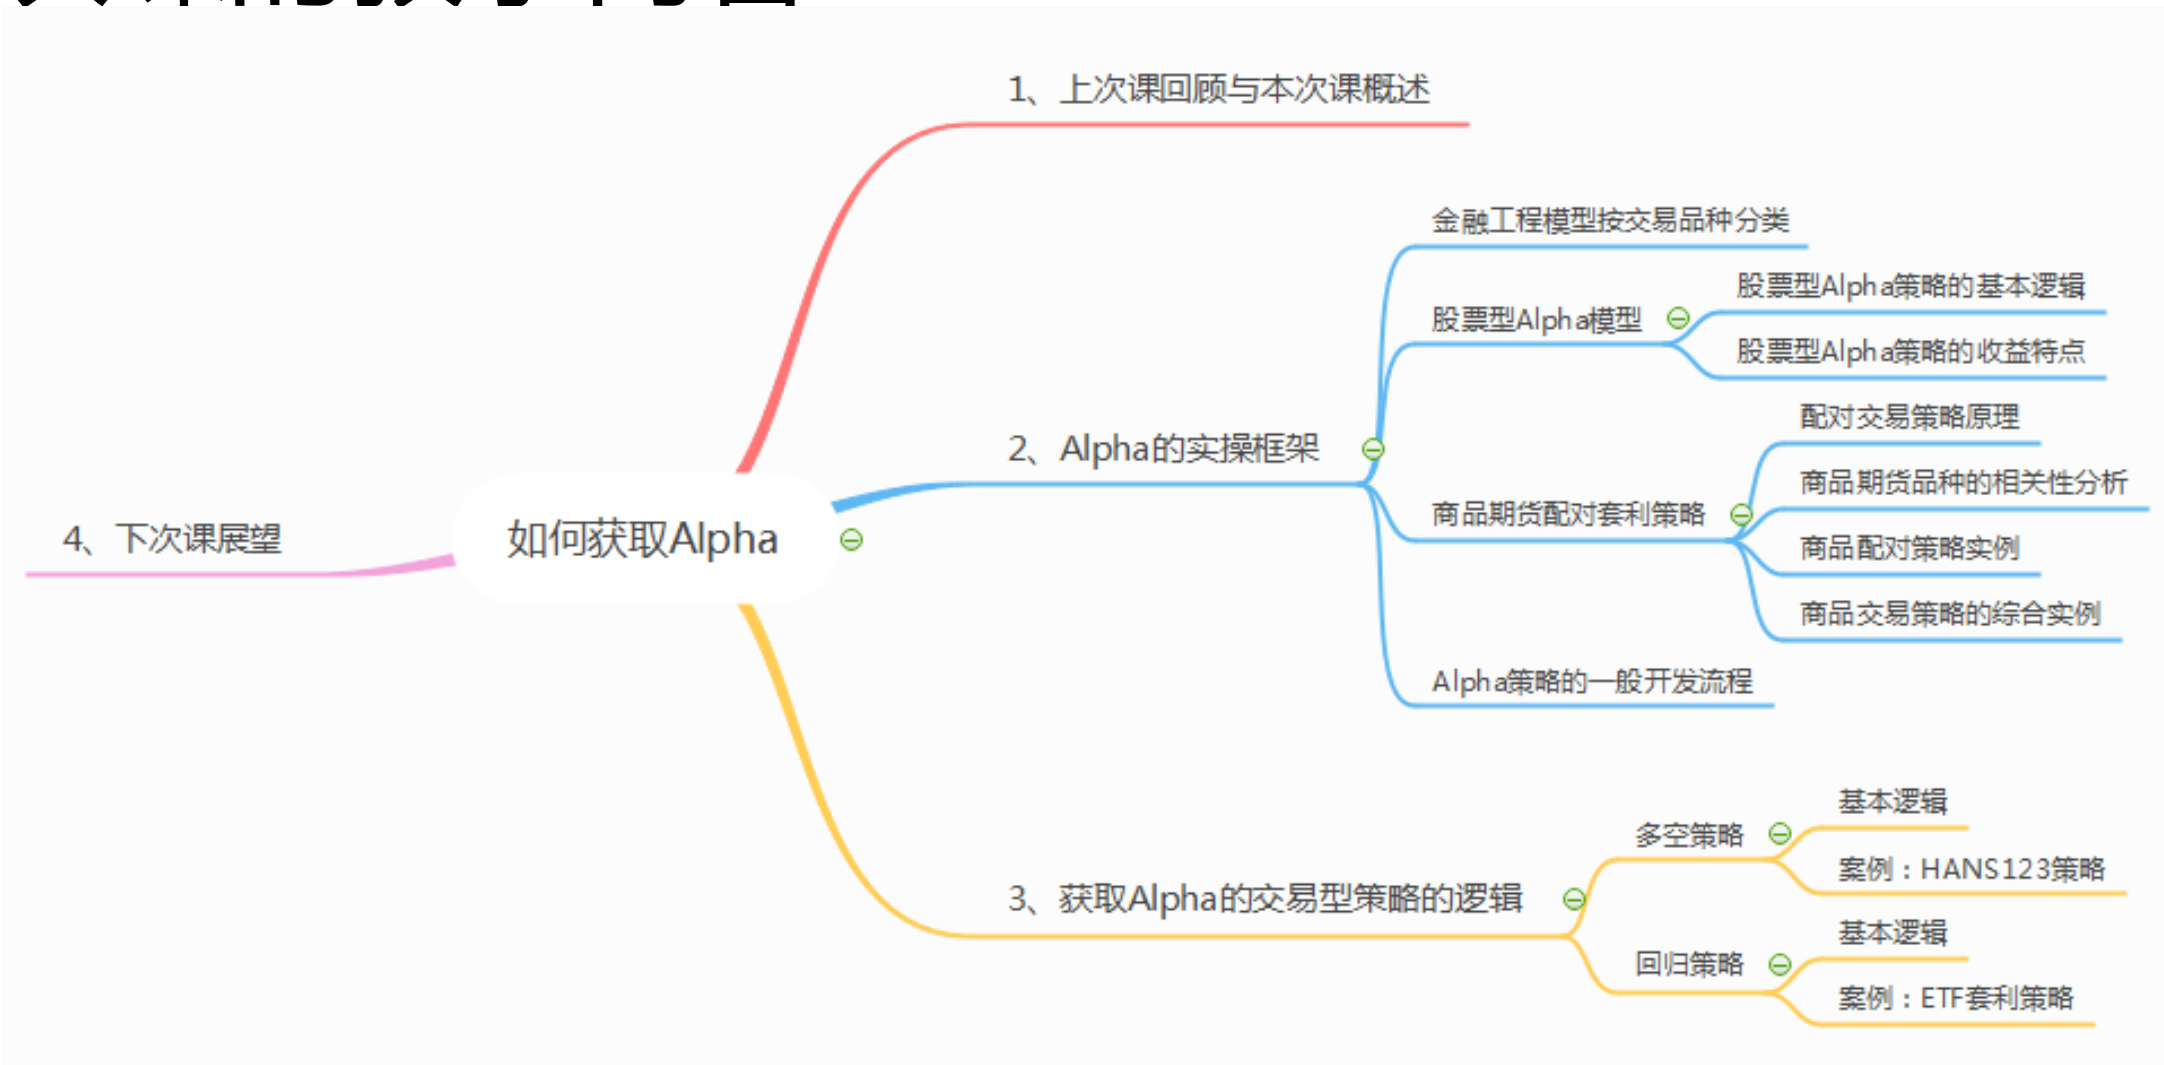 1、上次课回顾与本次课概述
如何获取Alpha
2、Alpha的实操框架
金融工程模型按交易品种分类
股票型Alpha模型
股票型Alpha策略的基本逻辑
股票型Alpha策略的收益特点
商品期货配对套利策略
配对交易策略原理
商品期货品种的相关性分析
商品配对策略实例
商品交易策略的综合实例
Alpha策略的一般开发流程
3、获取Alpha的交易型策略的逻辑
多空策略
基本逻辑
案例：HANS123策略
回归策略
基本逻辑
案例：ETF套利策略
4、下次课展望